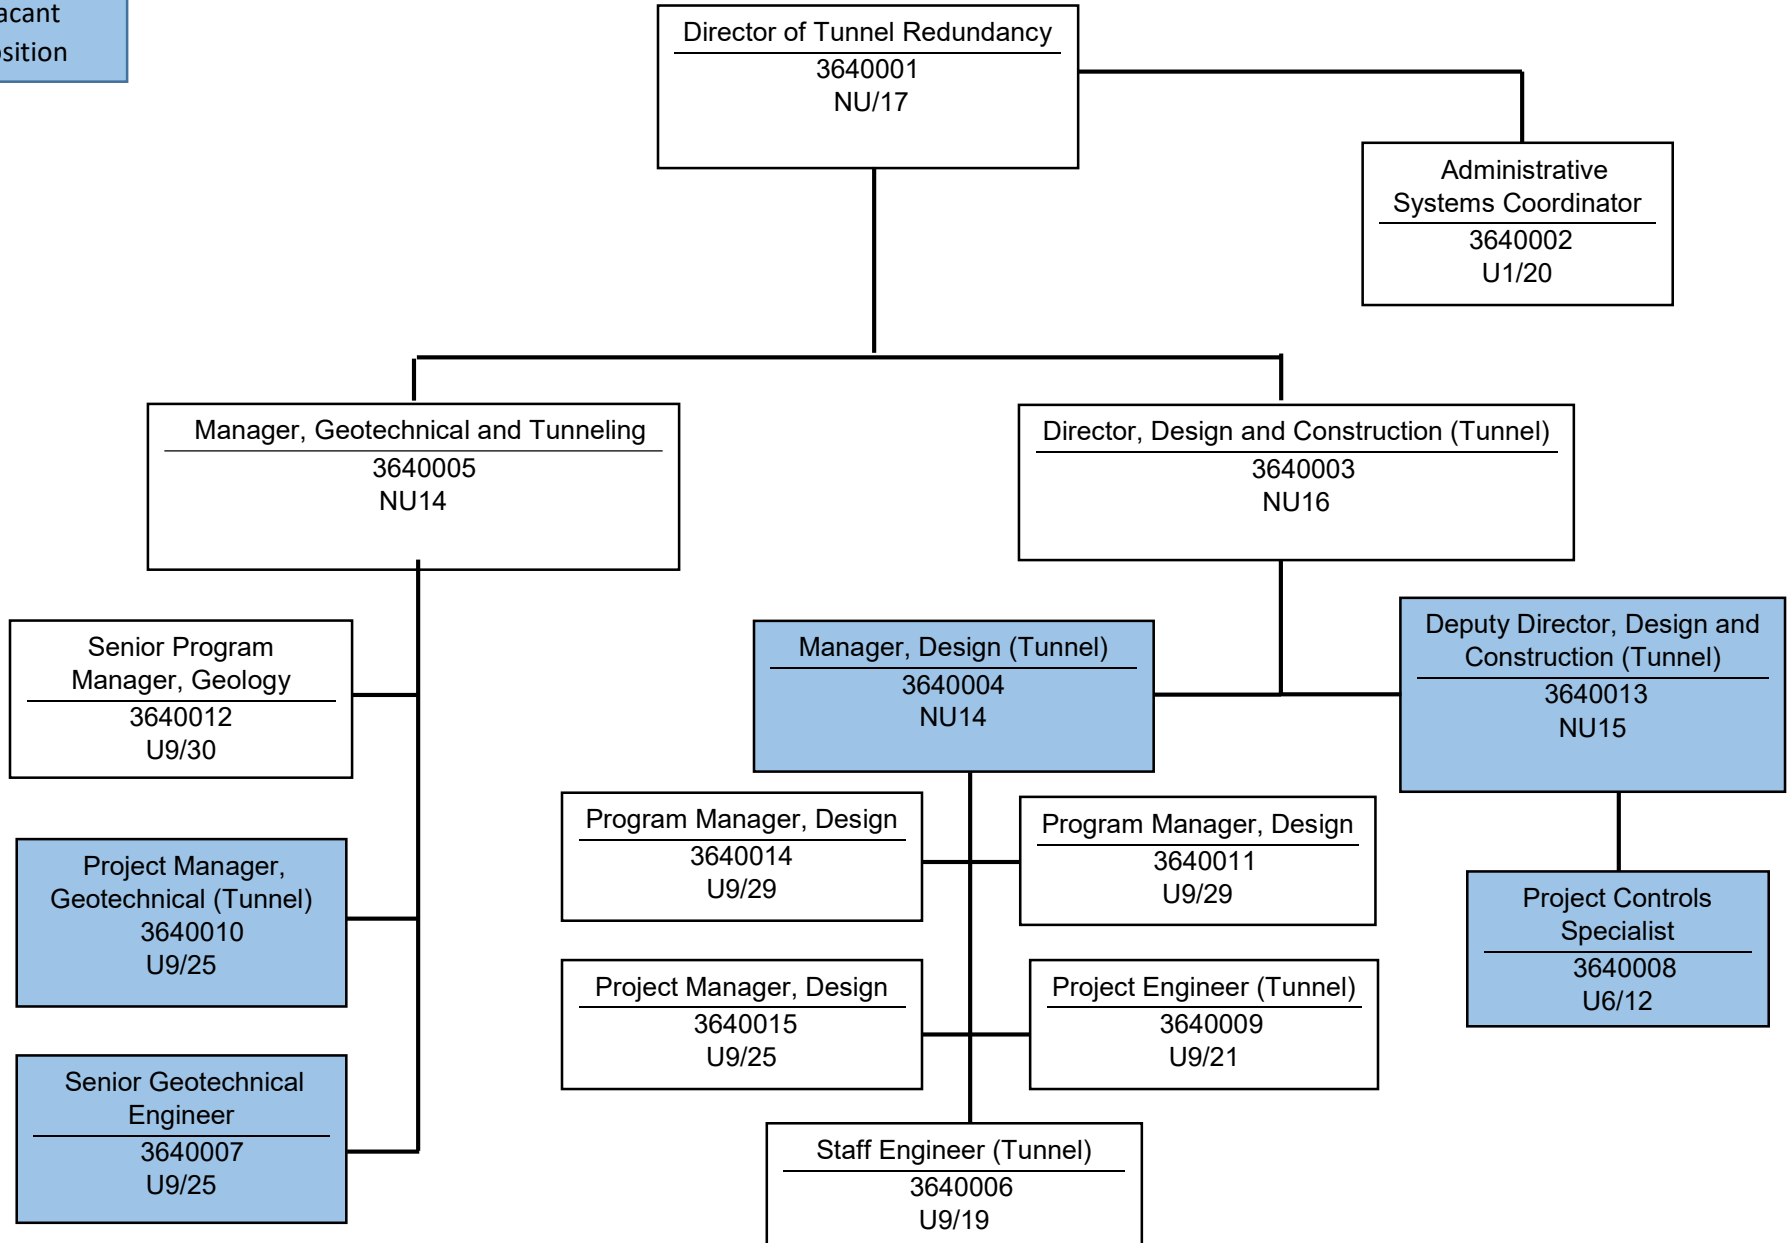 Director of Tunnel Redundancy
3640001
NU/17
Administrative
Systems Coordinator
3640002
U1/20
Manager, Geotechnical and Tunneling
3640005
NU14
Director, Design and Construction (Tunnel)
3640003
NU16
Senior Program
Manager, Geology
3640012
U9/30
Manager, Design (Tunnel)
3640004
NU14
Deputy Director, Design and
Construction (Tunnel)
3640013
NU15
Program Manager, Design
3640014
U9/29
Program Manager, Design
3640011
U9/29
Project Manager,
Geotechnical (Tunnel)
3640010
U9/25
Project Controls
Specialist
3640008
U6/12
Project Manager, Design
3640015
U9/25
Project Engineer (Tunnel)
3640009
U9/21
Senior Geotechnical
Engineer
3640007
U9/25
Staff Engineer (Tunnel)
3640006
U9/19